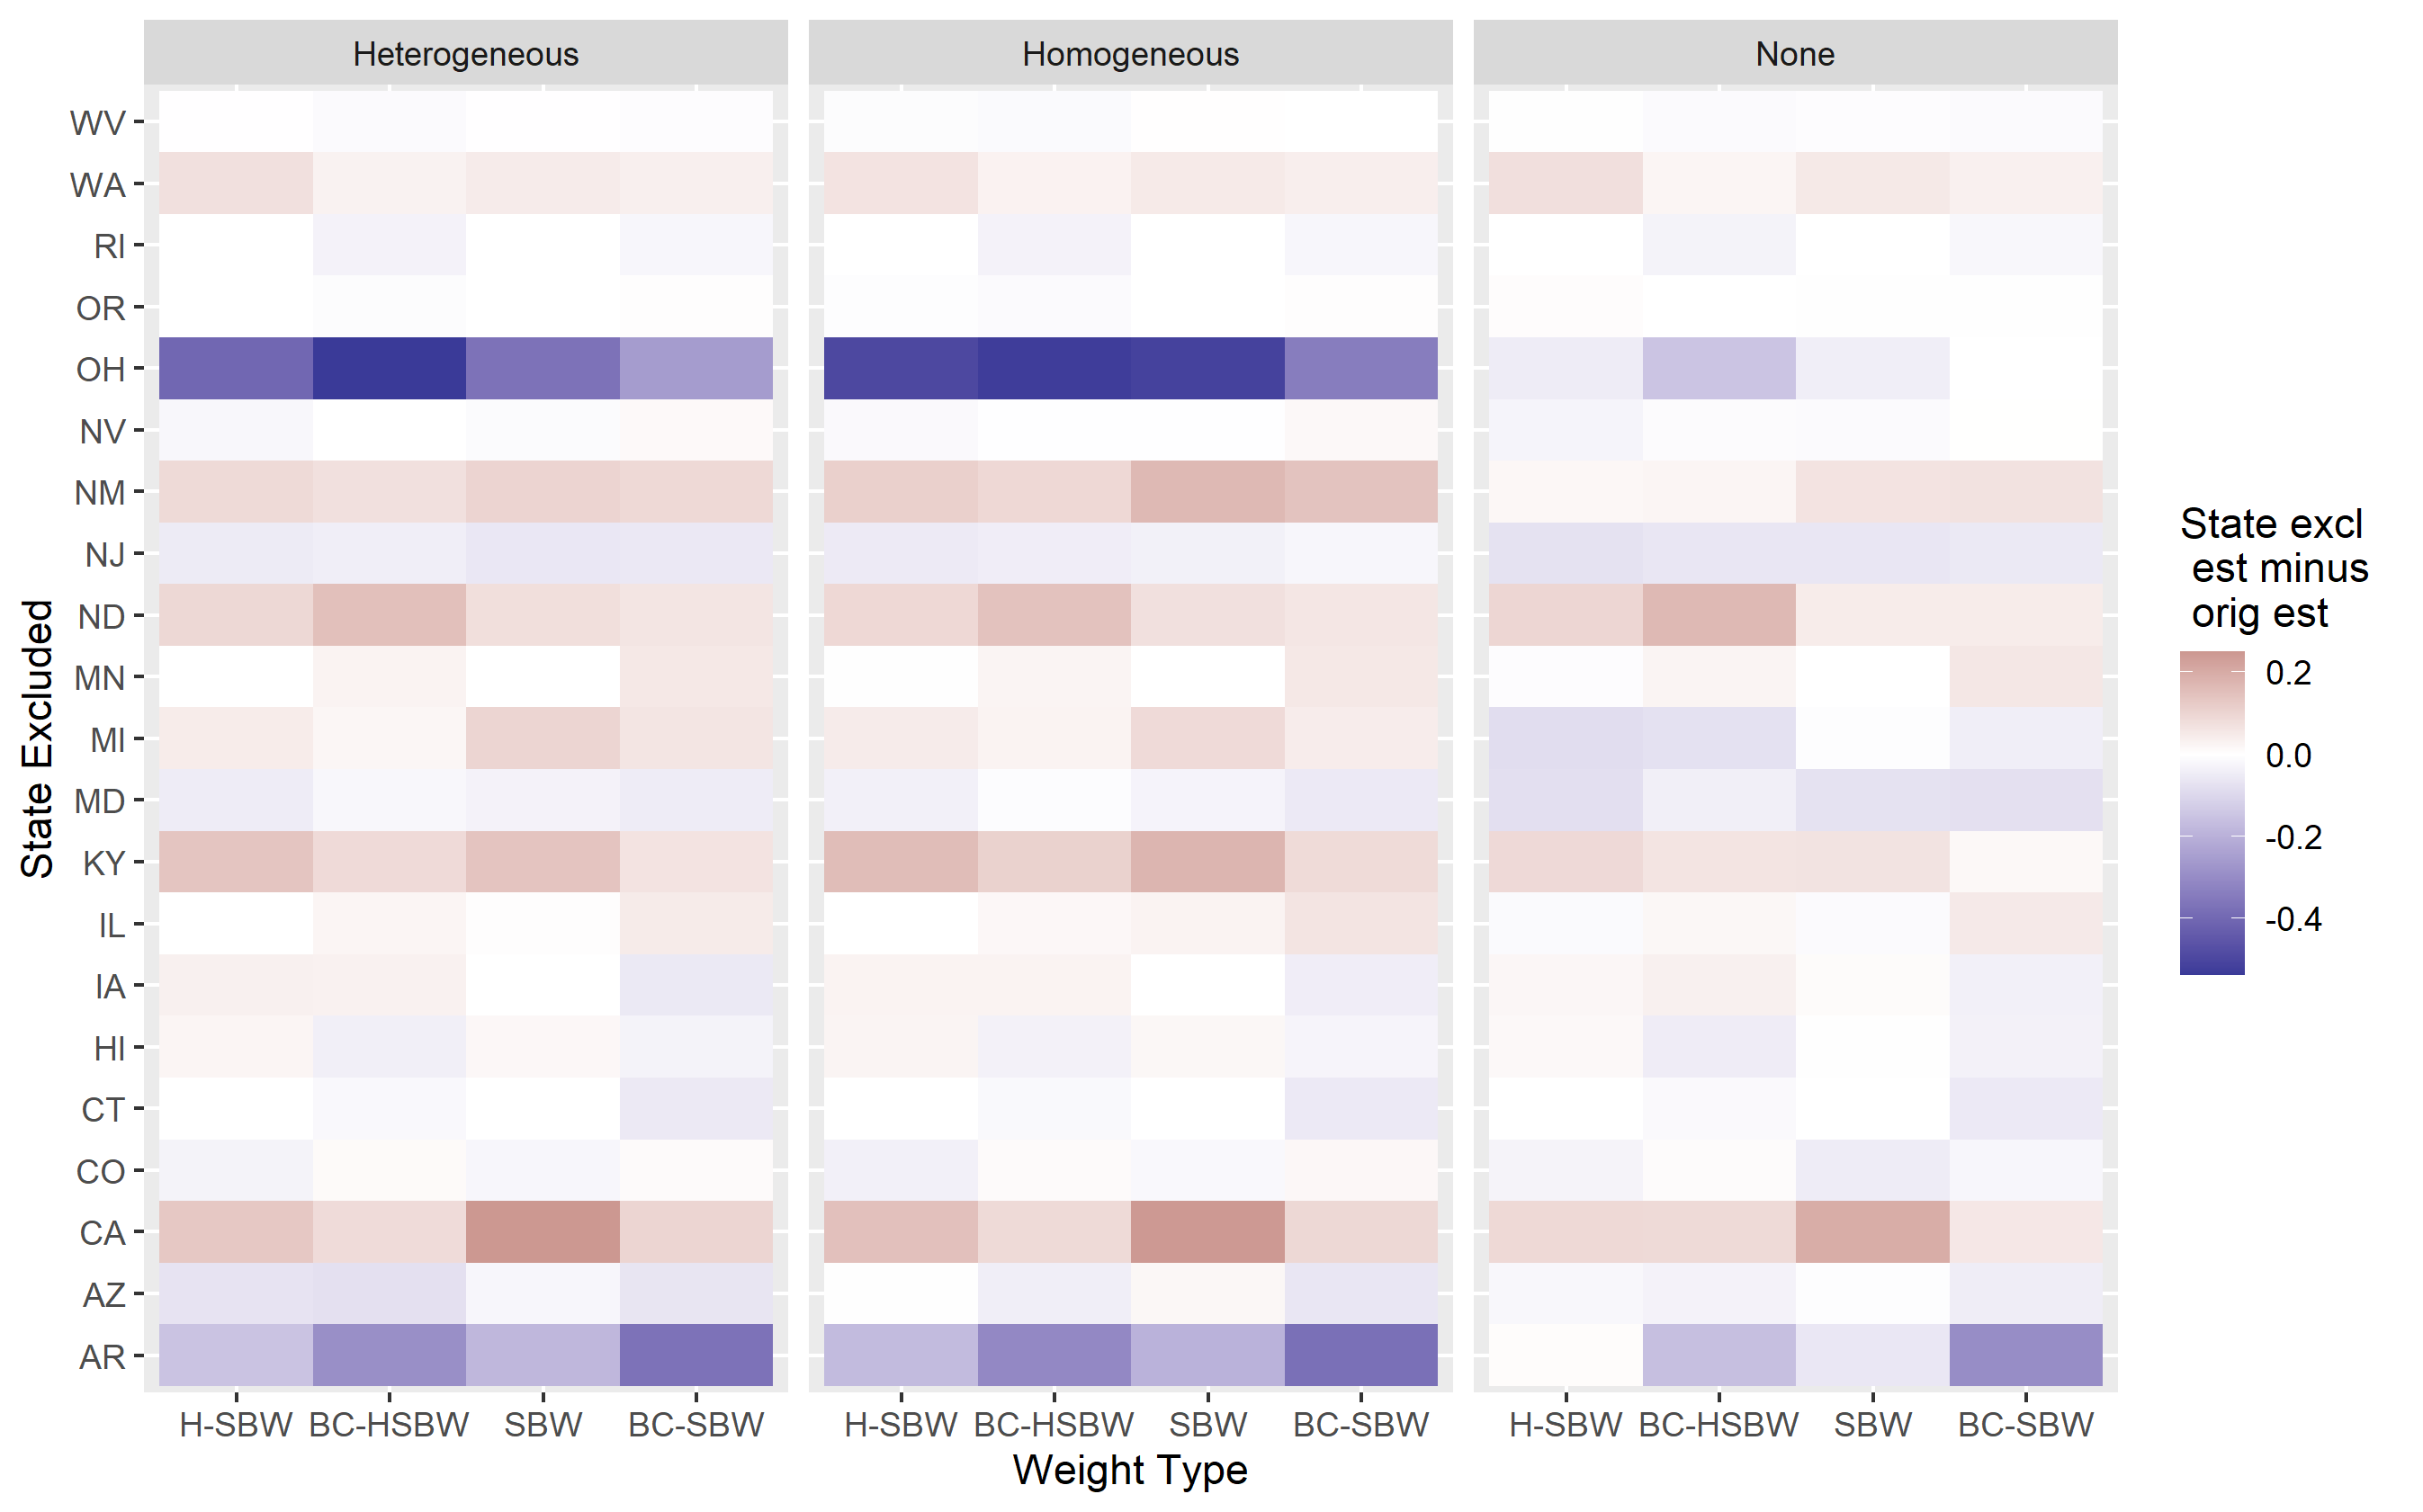 Heterogeneous
Homogeneous
None
State Excluded
WV
WA
RI
OR
OH
NV
NM
NJ
ND
MN
MI
MD
KY
IL
IA
HI
CT
CO
CA
AZ
AR
H-SBW BC-HSBW SBW BC-SBW
H-SBW BC-HSBW SBW BC-SBW
H-SBW BC-HSBW SBW BC-SBW
Weight Type
State excl
est minus
orig est
0.2
0.0
-0.2
-0.4